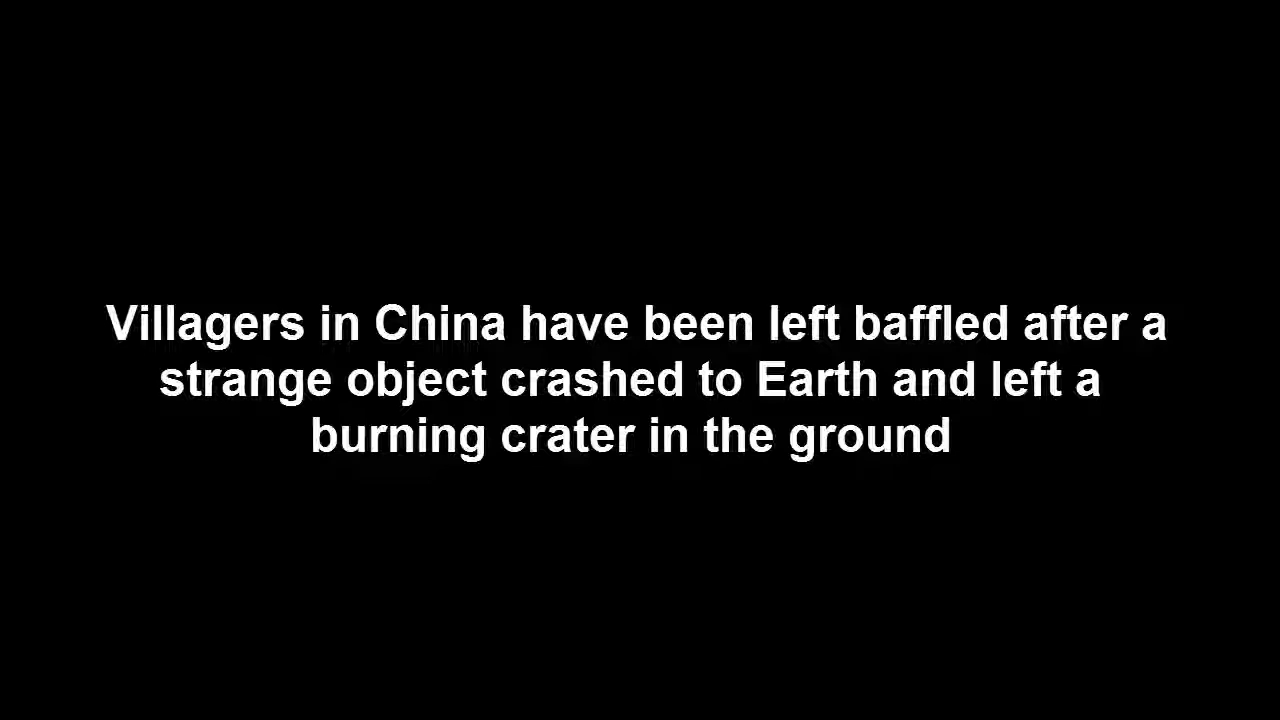 Villagers in China have been left baffled after a
strange object crashed to Earth and left a
burning crater in the ground